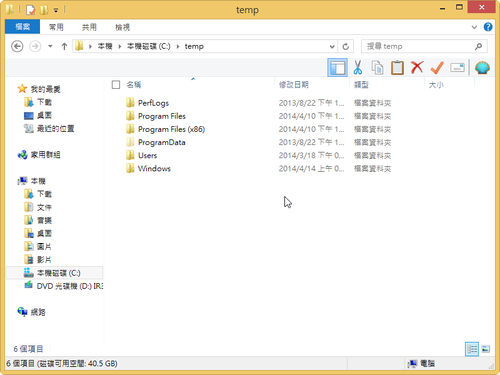 temp
檔案 常用 共用 檢視
本機 本機磁碟 (C:) temp 搜尋 temp
名稱 修改日期 類型 大小
我的最愛
下載
桌面
最近的位置
家用群組
本機
下載
文件
音樂
桌面
圖片
影片
本機磁碟 (C:)
DVD 光碟機 (D:) IR3
網路
PerfLogs 2013/8/22 下午 1... 檔案資料夾
Program Files 2014/4/10 下午 1... 檔案資料夾
Program Files (x86) 2014/4/10 下午 1... 檔案資料夾
ProgramData 2013/8/22 下午 1... 檔案資料夾
Users 2014/3/18 下午 0... 檔案資料夾
Windows 2014/4/14 上午 0... 檔案資料夾
6 個項目
6 個項目 (磁碟可用空間: 40.5 GB) 電腦